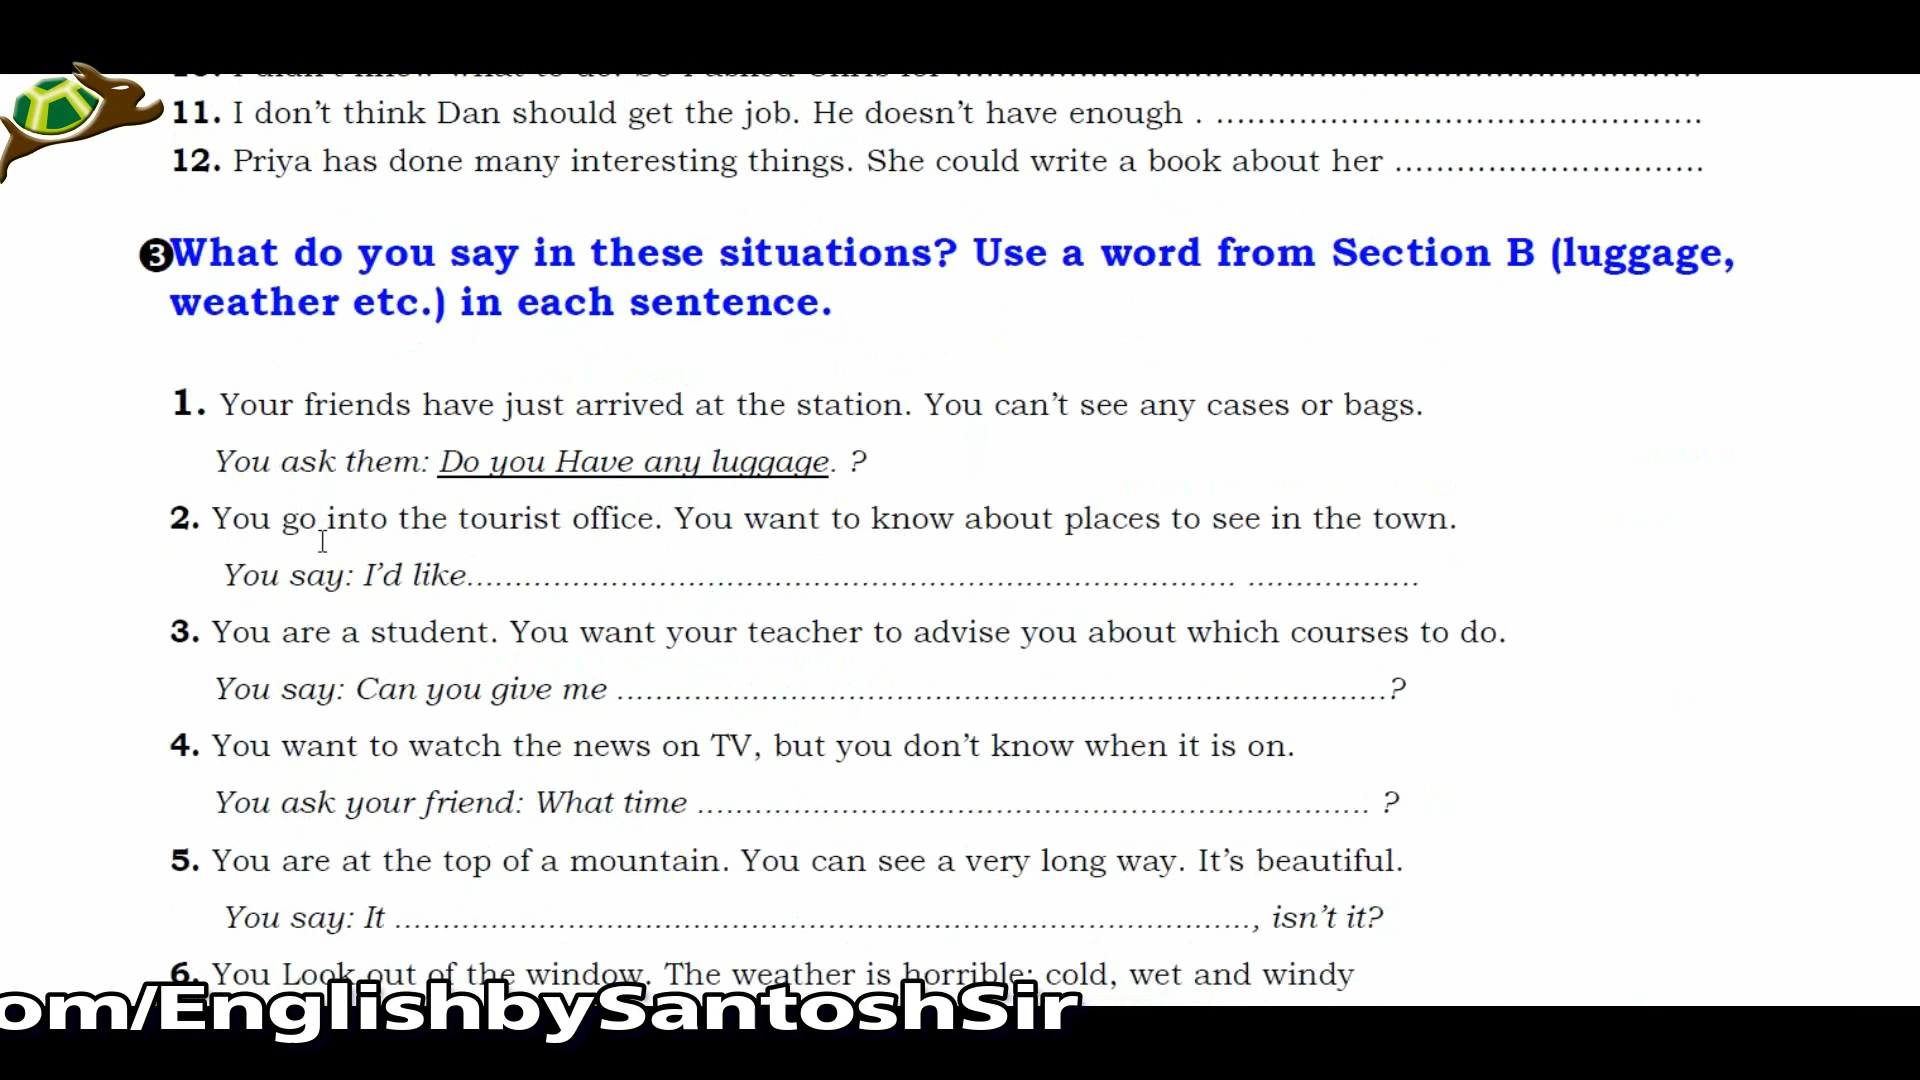 11. I don't think Dan should get the job. He doesn't have enough . ...............................................
12. Priya has done many interesting things. She could write a book about her ..............................
❸What do you say in these situations? Use a word from Section B (luggage,
weather etc.) in each sentence.
1. Your friends have just arrived at the station. You can't see any cases or bags.
You ask them: Do you Have any luggage. ?
2. You go into the tourist office. You want to know about places to see in the town.
You say: I'd like................................................................................. ..................
3. You are a student. You want your teacher to advise you about which courses to do.
You say: Can you give me ................................................................................?
4. You want to watch the news on TV, but you don't know when it is on.
You ask your friend: What time ...................................................................... ?
5. You are at the top of a mountain. You can see a very long way. It's beautiful.
You say: It ........................................................................................, isn't it?
6. You Look out of the window. The weather is horrible: cold, wet and windy
om/EnglishbySantoshSir